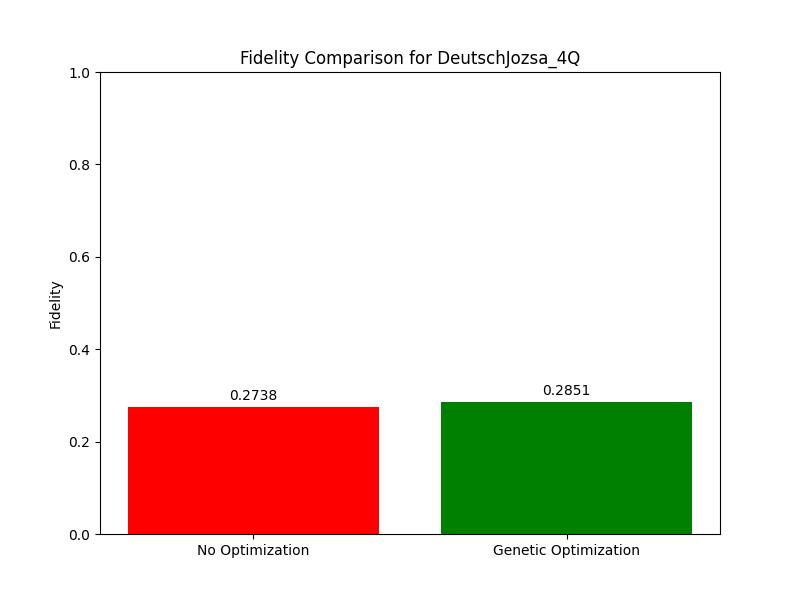 Fidelity Comparison for DeutschJozsa_4Q
1.0
0.8
0.6
0.4
0.2
0.0
Fidelity
0.2738
0.2851
No Optimization
Genetic Optimization